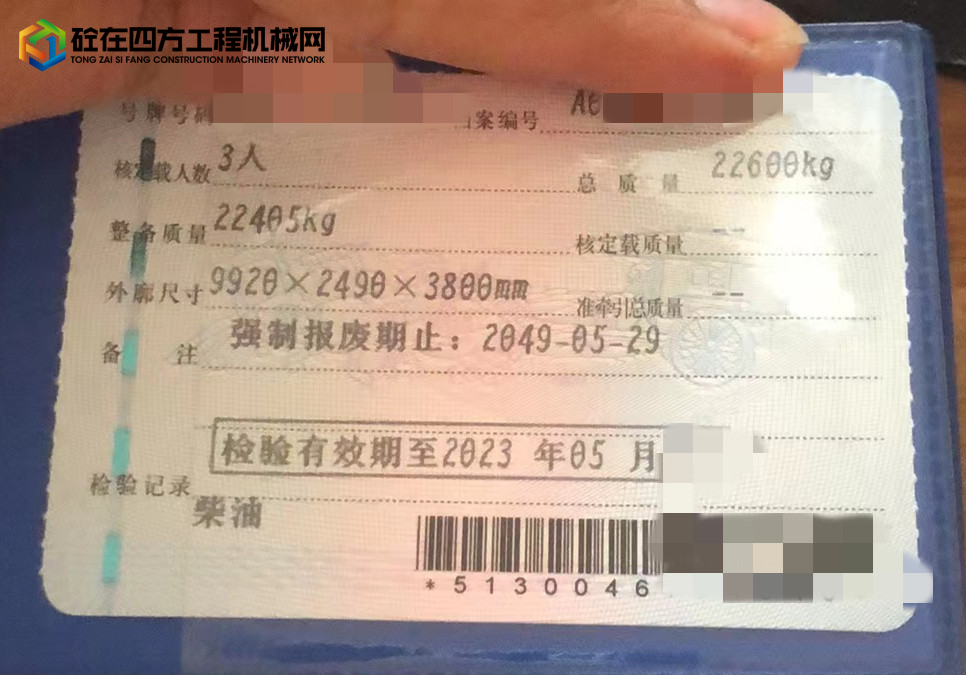 砼在四方工程机械网
TONG ZAI SI FANG CONSTRUCTION MACHINERY NETWORK
号牌号码 案编号 A6
核定载人数 3人 总质量 22600kg
整备质量 22405kg 核定载质量 --
外廓尺寸 9920×2490×3800mm 准牵引总质量 --
备注 强制报废期止：2049-05-29
检验有效期至2023 年05 月
检验记录
柴油
*5130046